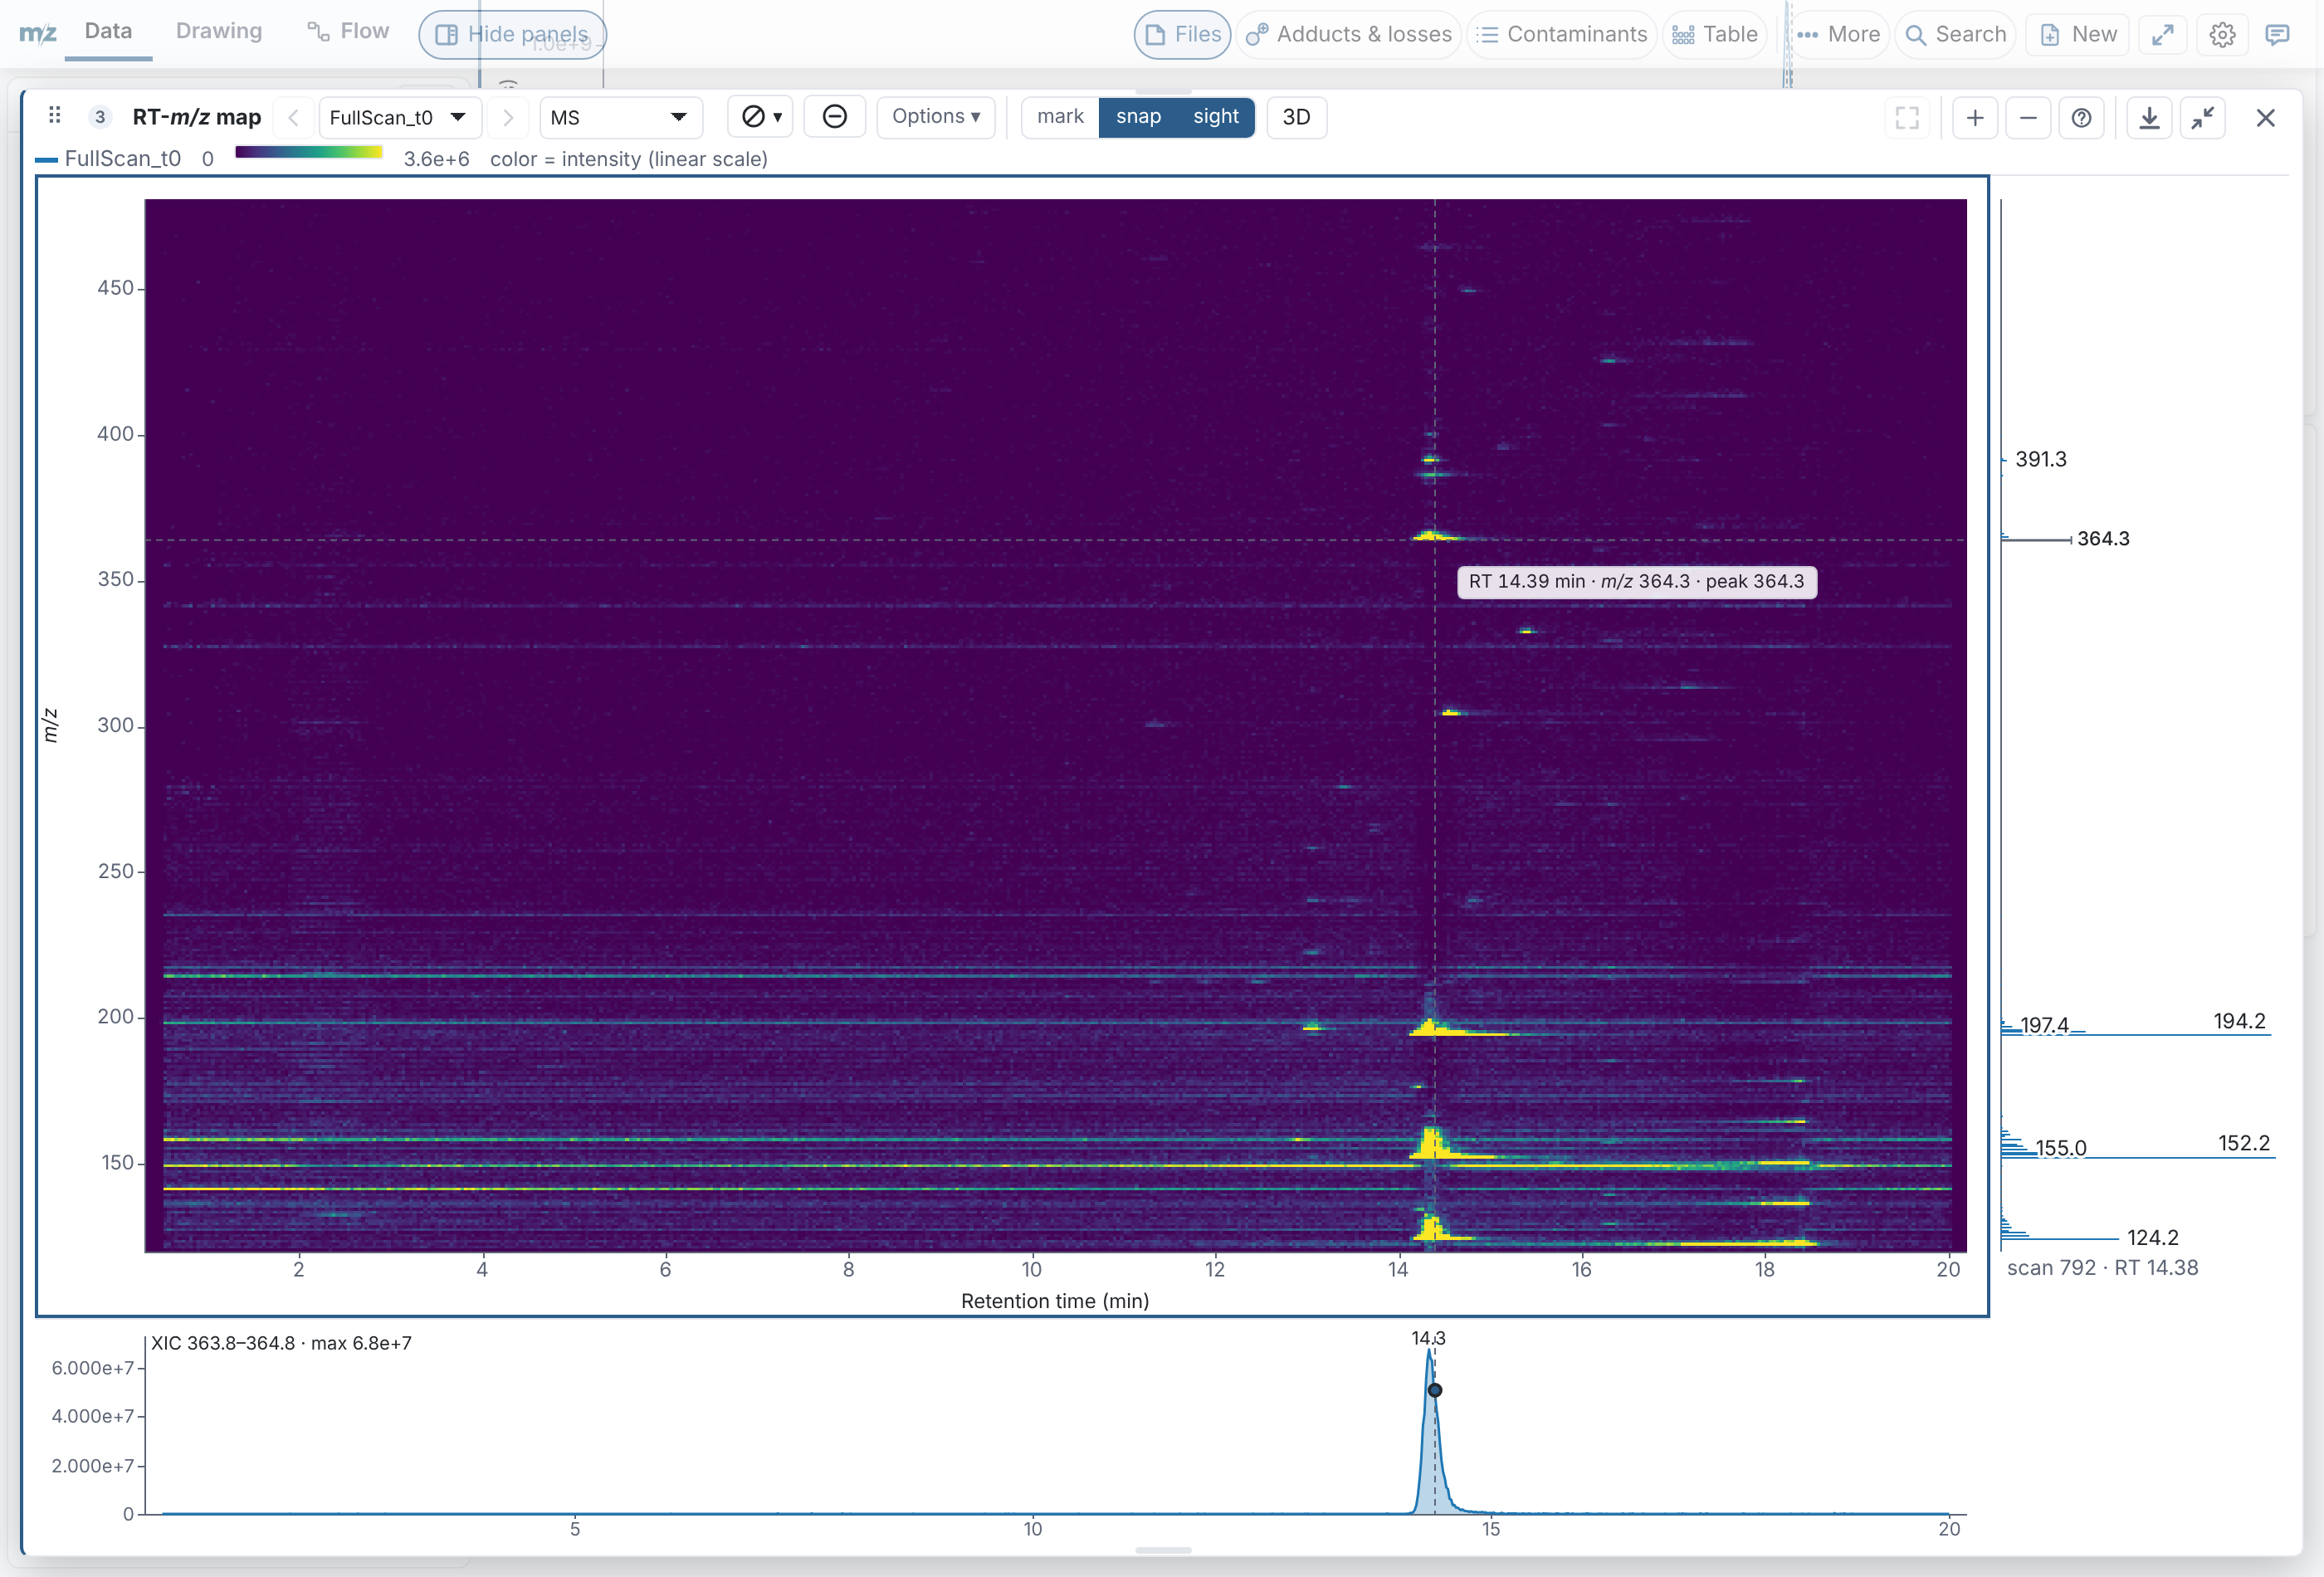 m/z Data Drawing Flow Hide panels Files Adducts & losses Contaminants Table More Search New
1.0e+9
3 RT-m/z map FullScan_t0 MS Options ▾ mark snap sight 3D
FullScan_t0 0 3.6e+6 color = intensity (linear scale)
450
400
391.3
364.3
350
RT 14.39 min · m/z 364.3 · peak 364.3
m/z
300
250
200
197.4 194.2
150
155.0 152.2
124.2
2 4 6 8 10 12 14 16 18 20
scan 792 · RT 14.38
Retention time (min)
XIC 363.8–364.8 · max 6.8e+7
14.3
6.000e+7
4.000e+7
2.000e+7
0
5 10 15 20